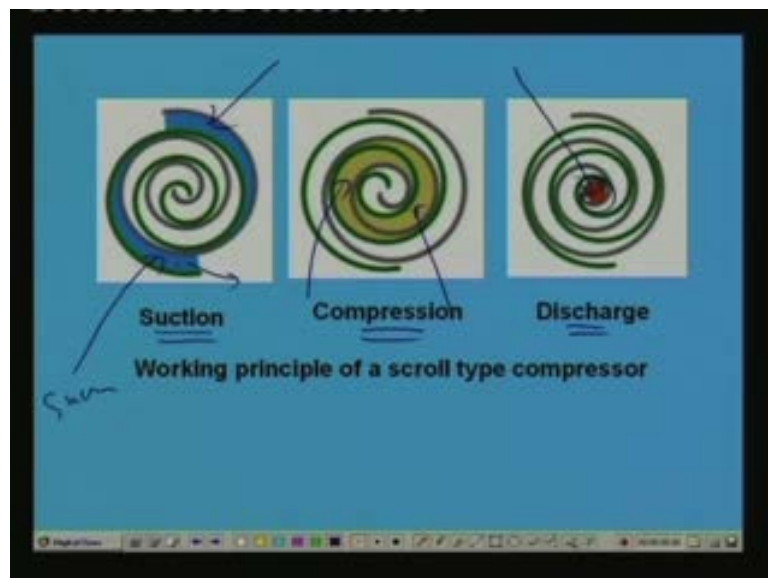 Suction
Compression
Discharge
Working principle of a scroll type compressor